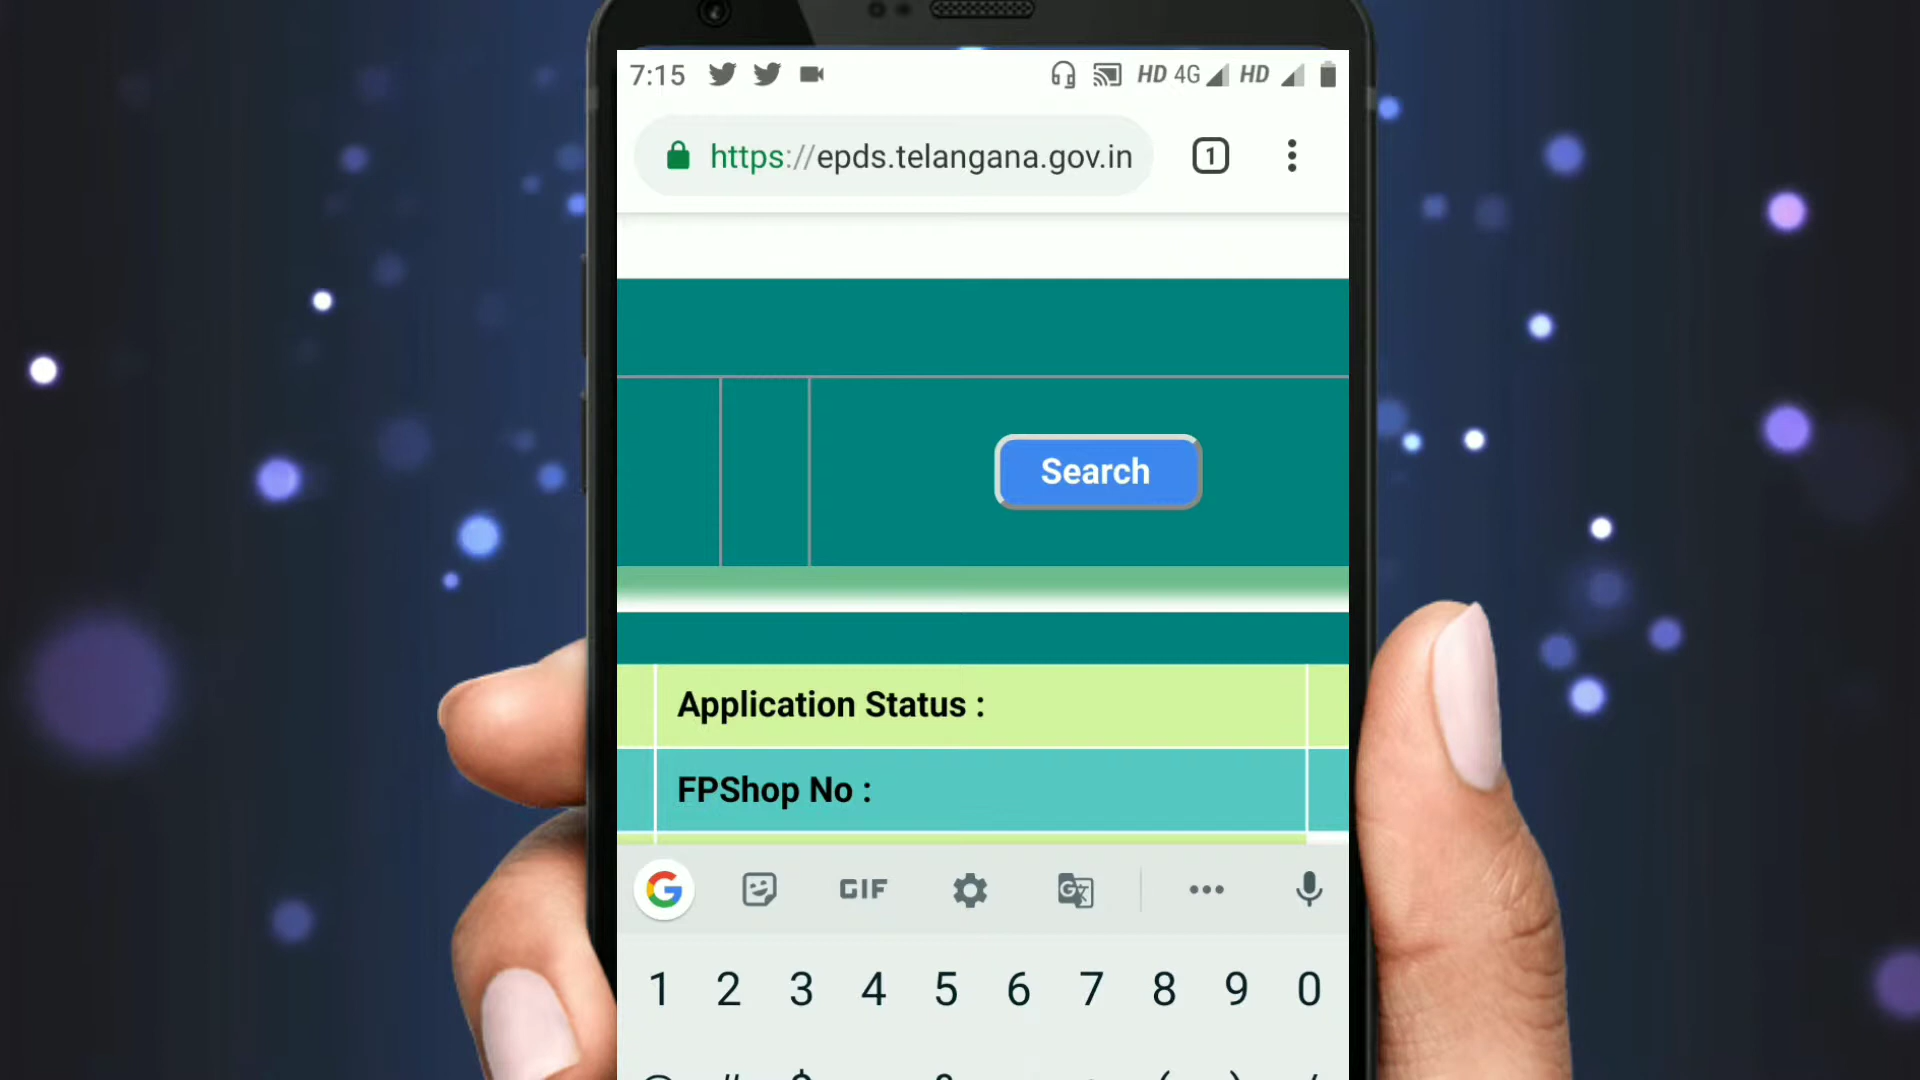 7:15 HD 4G HD
https://epds.telangana.gov.in 1
Search
Application Status :
FPShop No :
G GIF G
1 2 3 4 5 6 7 8 9 0